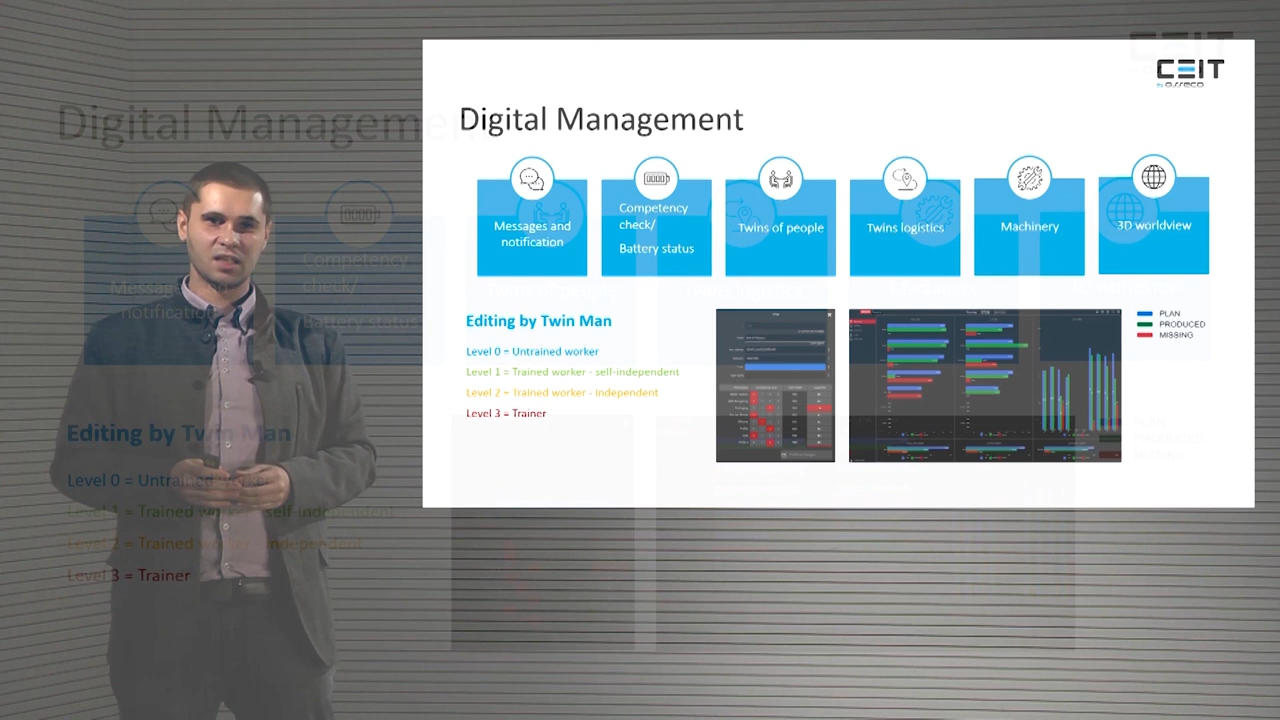 CEIT
by asseco
Digital Management
Messages and
notification
Competency
check/
Battery status
Twins of people
Twins logistics
Machinery
3D worldview
Editing by Twin Man
Level 0 = Untrained worker
Level 1 = Trained worker - self-independent
Level 2 = Trained worker - independent
Level 3 = Trainer
PLAN
PRODUCED
MISSING